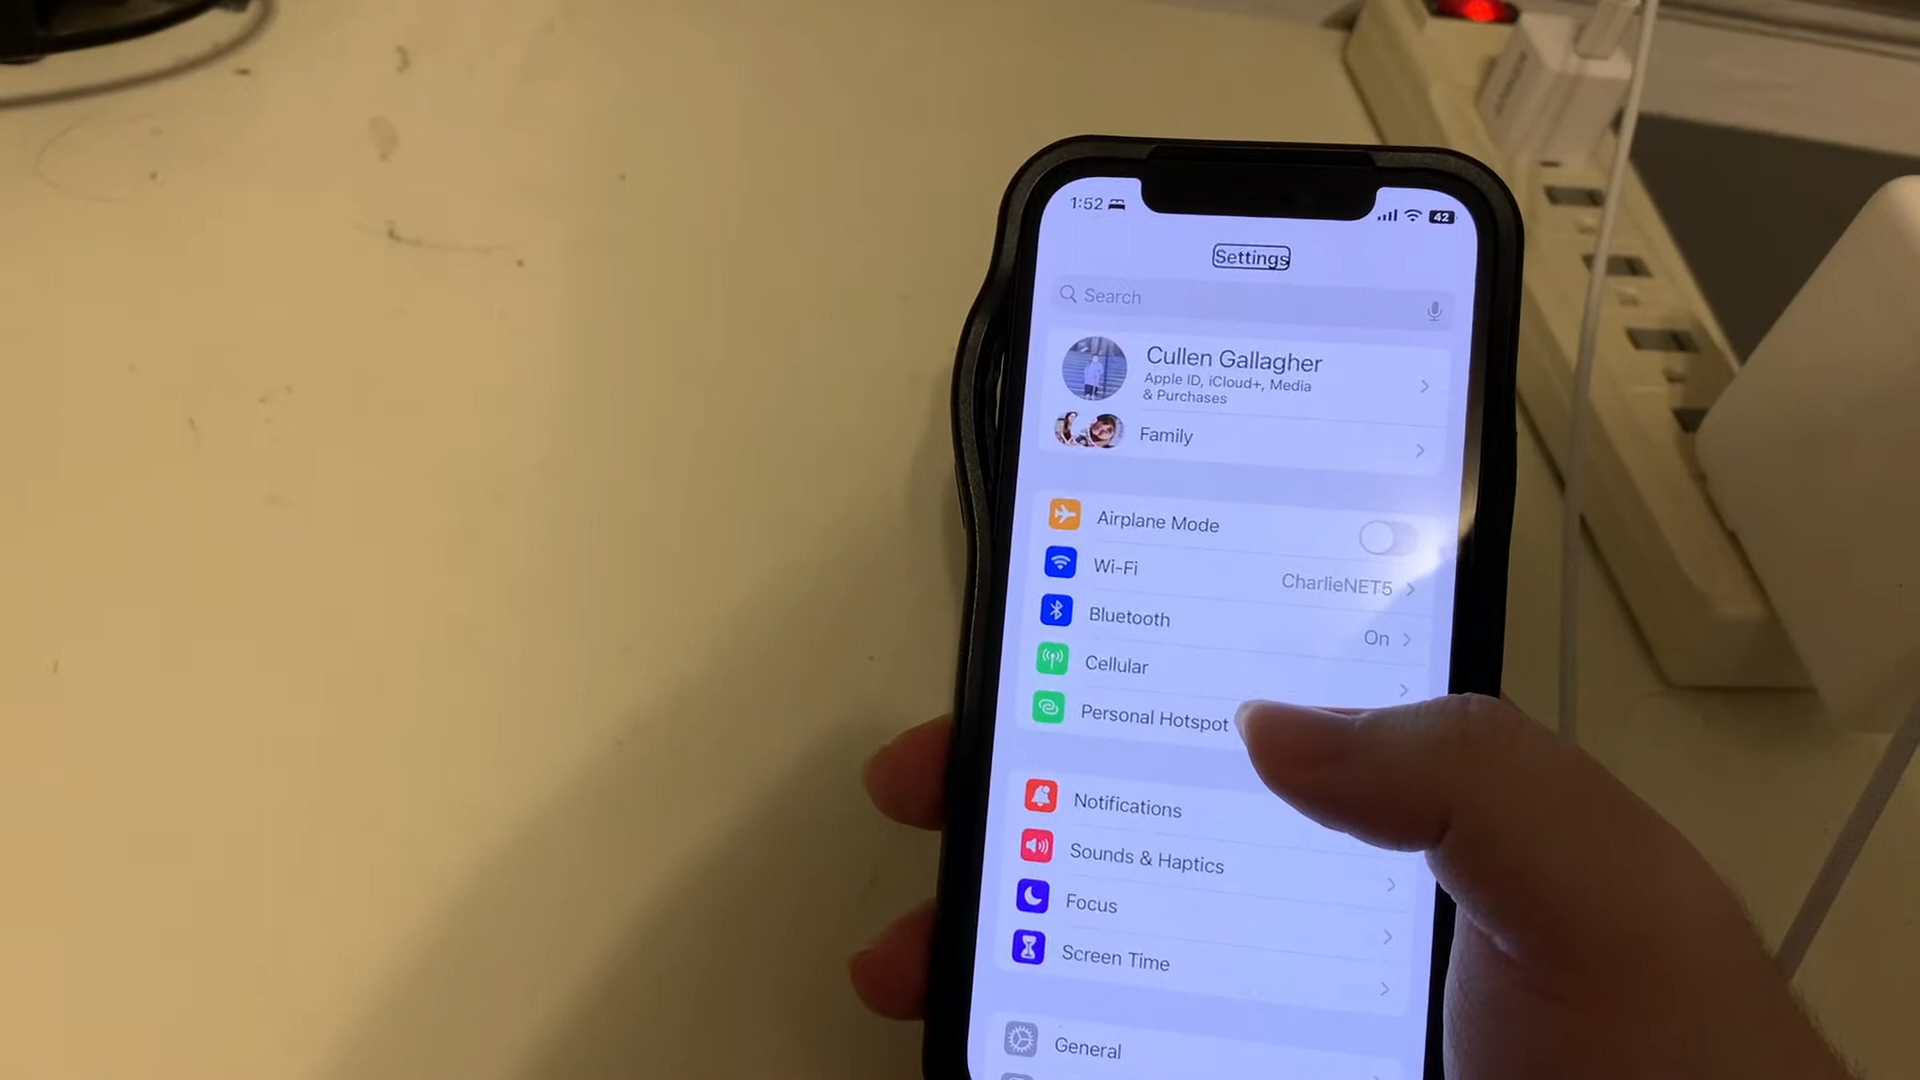 1:52
42
Settings
Search
Cullen Gallagher
Apple ID, iCloud+, Media
& Purchases
Family
Airplane Mode
Wi-Fi
CharlieNET5
Bluetooth
On
Cellular
Personal Hotspot
Notifications
Sounds & Haptics
Focus
Screen Time
General